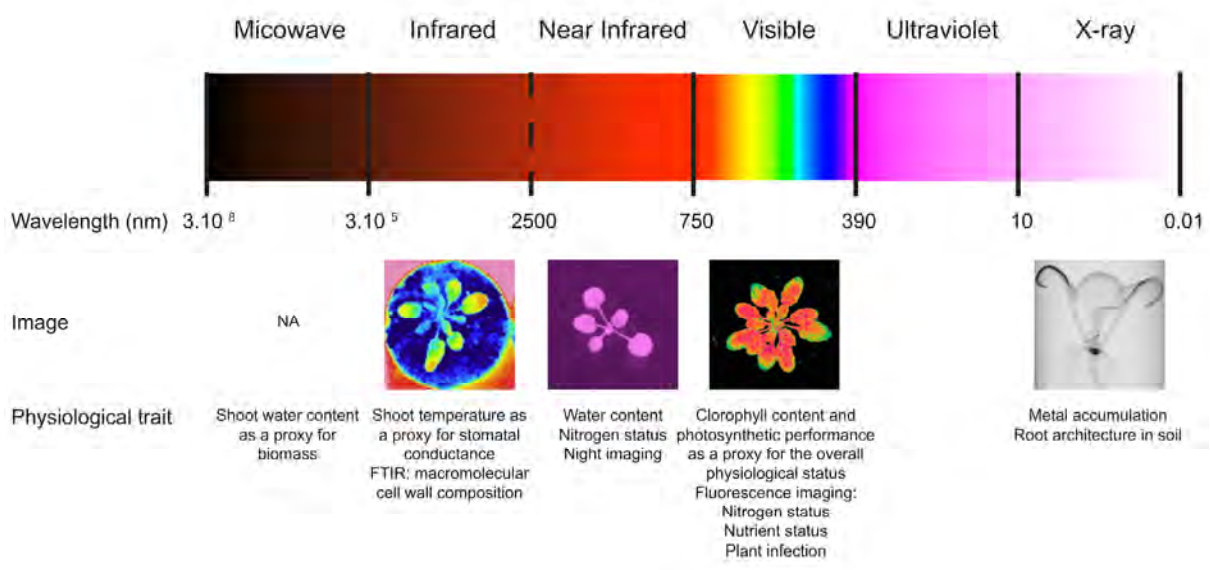 Micowave Infrared Near Infrared Visible Ultraviolet X-ray
Wavelength (nm) 3.10 8 3.10 5 2500 750 390 10 0.01
Image NA
Physiological trait
Shoot water content
as a proxy for
biomass
Shoot temperature as
a proxy for stomatal
conductance
FTIR: macromolecular
cell wall composition
Water content
Nitrogen status
Night imaging
Clorophyll content and
photosynthetic performance
as a proxy for the overall
physiological status
Fluorescence imaging:
Nitrogen status
Nutrient status
Plant infection
Metal accumulation
Root architecture in soil